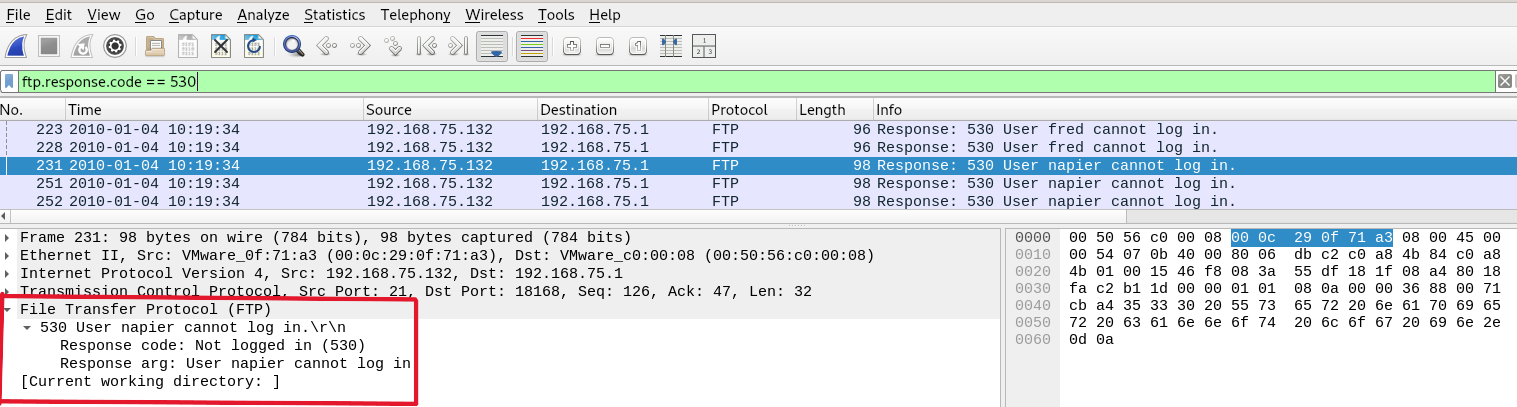 File Edit View Go Capture Analyze Statistics Telephony Wireless Tools Help
ftp.response.code == 530
No. Time Source Destination Protocol Length Info
223 2010-01-04 10:19:34 192.168.75.132 192.168.75.1 FTP 96 Response: 530 User fred cannot log in.
228 2010-01-04 10:19:34 192.168.75.132 192.168.75.1 FTP 96 Response: 530 User fred cannot log in.
231 2010-01-04 10:19:34 192.168.75.132 192.168.75.1 FTP 98 Response: 530 User napier cannot log in.
251 2010-01-04 10:19:34 192.168.75.132 192.168.75.1 FTP 98 Response: 530 User napier cannot log in.
252 2010-01-04 10:19:34 192.168.75.132 192.168.75.1 FTP 98 Response: 530 User napier cannot log in.
Frame 231: 98 bytes on wire (784 bits), 98 bytes captured (784 bits)
Ethernet II, Src: VMware_0f:71:a3 (00:0c:29:0f:71:a3), Dst: VMware_c0:00:08 (00:50:56:c0:00:08)
Internet Protocol Version 4, Src: 192.168.75.132, Dst: 192.168.75.1
Transmission Control Protocol, Src Port: 21, Dst Port: 18168, Seq: 126, Ack: 47, Len: 32
File Transfer Protocol (FTP)
530 User napier cannot log in.\r\n
Response code: Not logged in (530)
Response arg: User napier cannot log in
[Current working directory: ]
0000 00 50 56 c0 00 08 00 0c 29 0f 71 a3 08 00 45 00
0010 00 54 07 0b 40 00 80 06 db c2 c0 a8 4b 84 c0 a8
0020 4b 01 00 15 46 f8 08 3a 55 df 18 1f 08 a4 80 18
0030 fa c2 b1 1d 00 00 01 01 08 0a 00 00 36 88 00 71
0040 cb a4 35 33 30 20 55 73 65 72 20 6e 61 70 69 65
0050 72 20 63 61 6e 6e 6f 74 20 6c 6f 67 20 69 6e 2e
0060 0d 0a